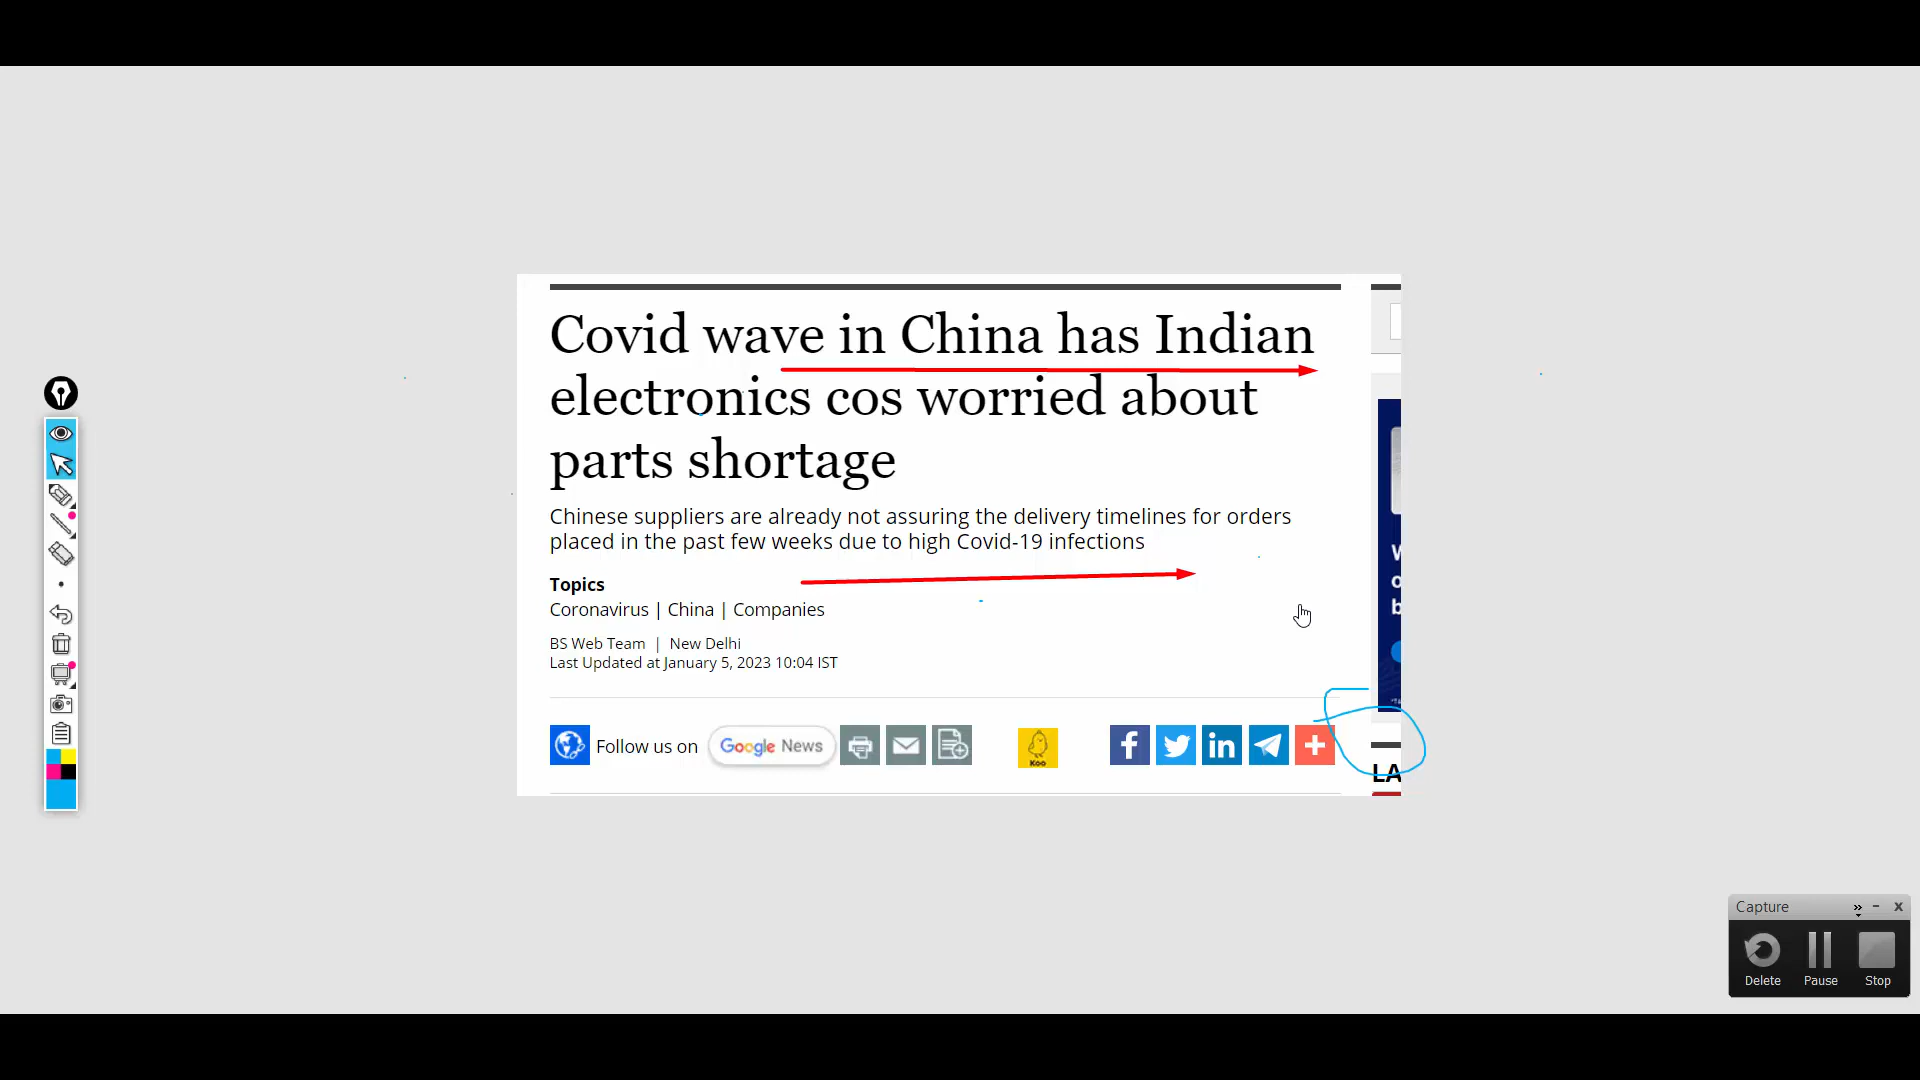 Covid wave in China has Indian
electronics cos worried about
parts shortage
Chinese suppliers are already not assuring the delivery timelines for orders
placed in the past few weeks due to high Covid-19 infections
Topics
Coronavirus | China | Companies
BS Web Team | New Delhi
Last Updated at January 5, 2023 10:04 IST
Follow us on
Google News
Koo
LA
Capture
Delete Pause Stop